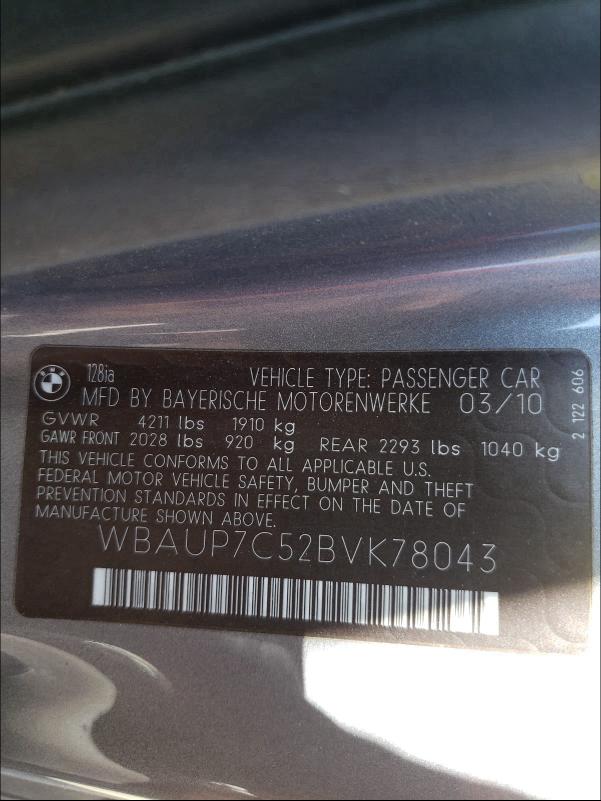 BMW
128ia
VEHICLE TYPE: PASSENGER CAR
MFD BY BAYERISCHE MOTORENWERKE 03/10
GVWR 4211 lbs 1910 kg
GAWR FRONT 2028 lbs 920 kg REAR 2293 lbs 1040 kg
THIS VEHICLE CONFORMS TO ALL APPLICABLE U.S.
FEDERAL MOTOR VEHICLE SAFETY, BUMPER AND THEFT
PREVENTION STANDARDS IN EFFECT ON THE DATE OF
MANUFACTURE SHOWN ABOVE.
WBAUP7C52BVK78043
2 122 606